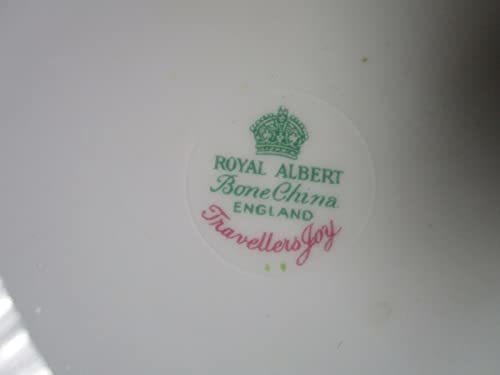 ROYAL ALBERT
Bone China
ENGLAND
Travellers Joy